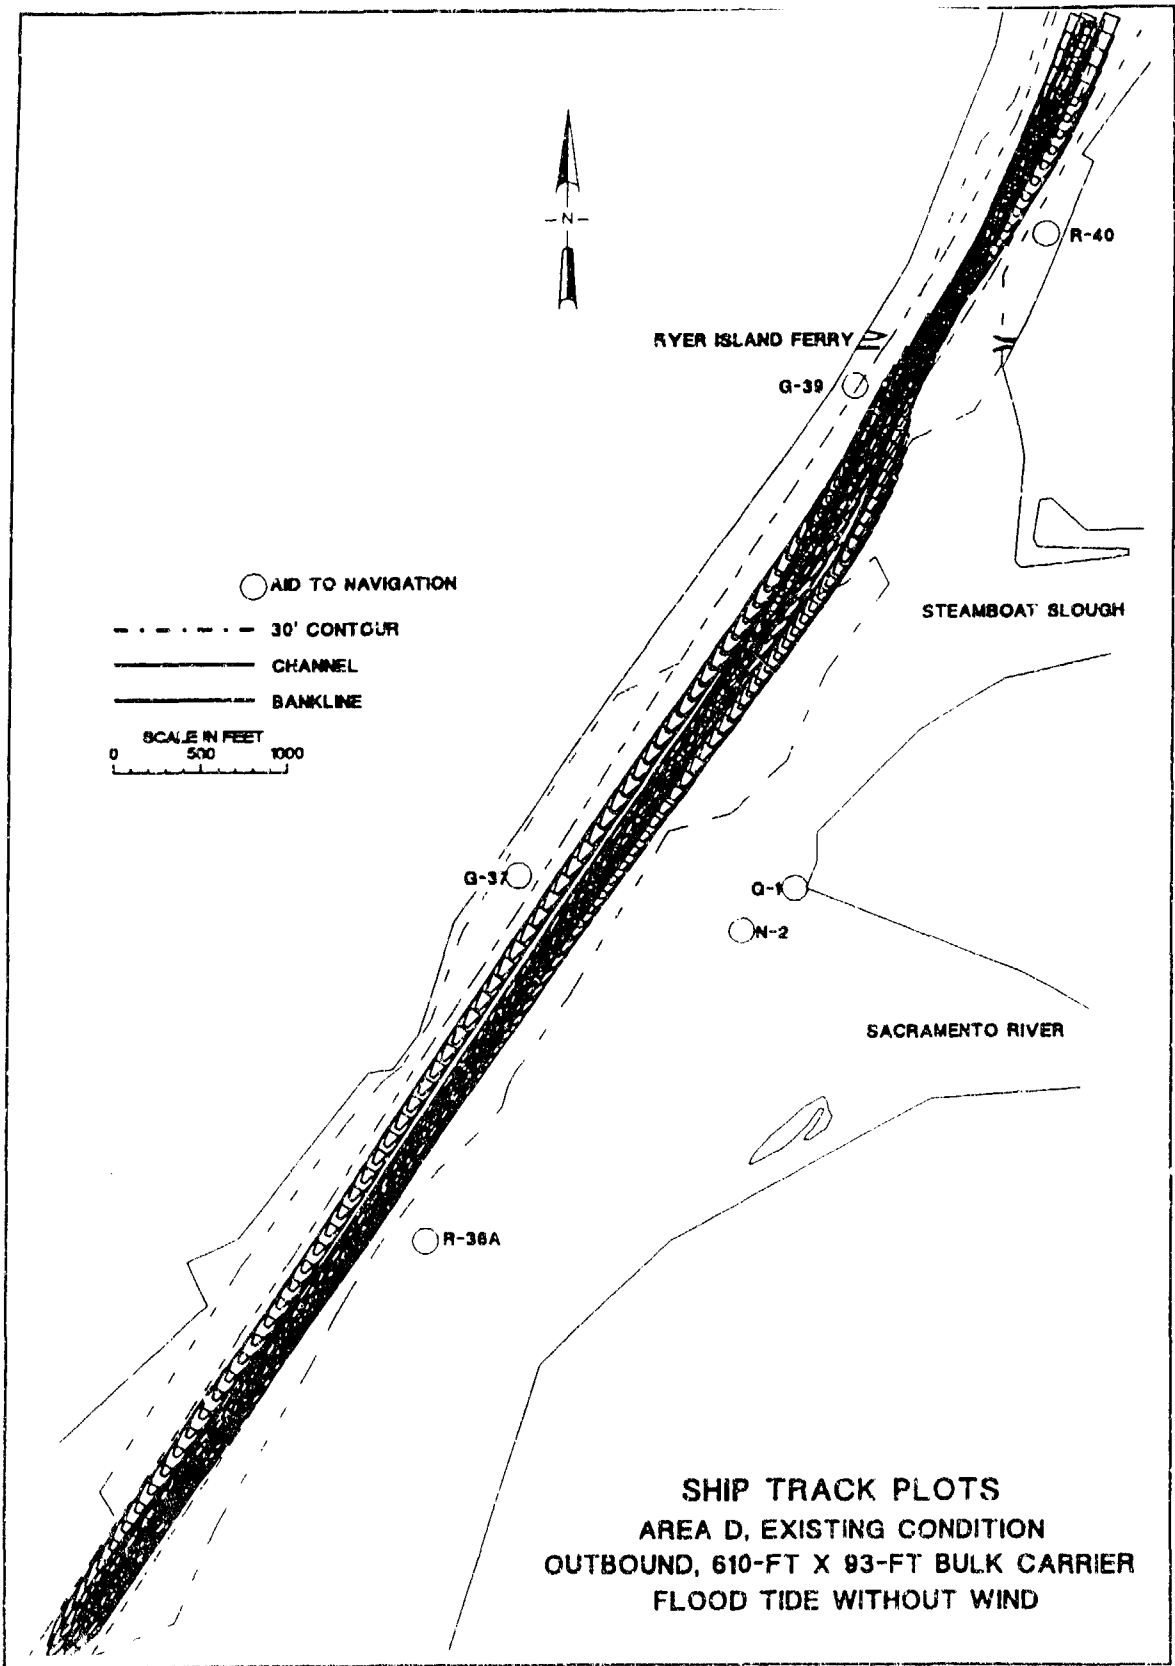 -N-
R-40
RYER ISLAND FERRY
G-39
AID TO NAVIGATION
30' CONTOUR
CHANNEL
BANKLINE
SCALE IN FEET
0 500 1000
STEAMBOAT SLOUGH
G-37
Q-1
N-2
SACRAMENTO RIVER
R-36A
SHIP TRACK PLOTS
AREA D, EXISTING CONDITION
OUTBOUND, 610-FT X 93-FT BULK CARRIER
FLOOD TIDE WITHOUT WIND